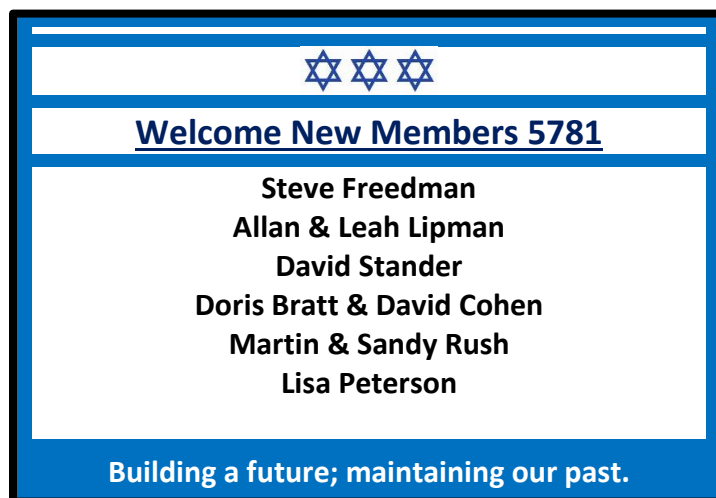 Welcome New Members 5781
Steve Freedman
Allan & Leah Lipman
David Stander
Doris Bratt & David Cohen
Martin & Sandy Rush
Lisa Peterson
Building a future; maintaining our past.